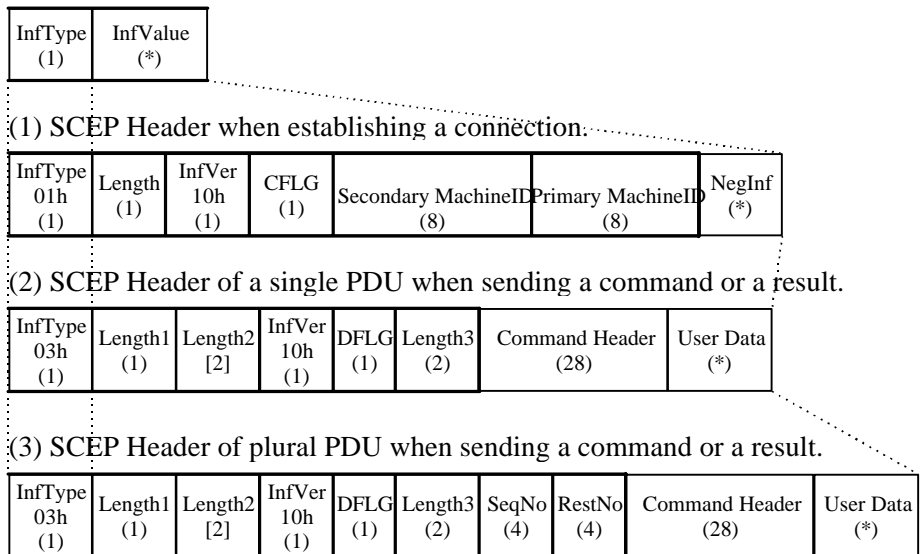 InfType InfValue
(1) (*)
(1) SCEP Header when establishing a connection.
InfType 01h (1) Length (1) InfVer 10h (1) CFLG (1) Secondary MachineID (8) Primary MachineID (8) NegInf (*)
(2) SCEP Header of a single PDU when sending a command or a result.
InfType 03h (1) Length1 (1) Length2 [2] InfVer 10h (1) DFLG (1) Length3 (2) Command Header (28) User Data (*)
(3) SCEP Header of plural PDU when sending a command or a result.
InfType 03h (1) Length1 (1) Length2 [2] InfVer 10h (1) DFLG (1) Length3 (2) SeqNo (4) RestNo (4) Command Header (28) User Data (*)